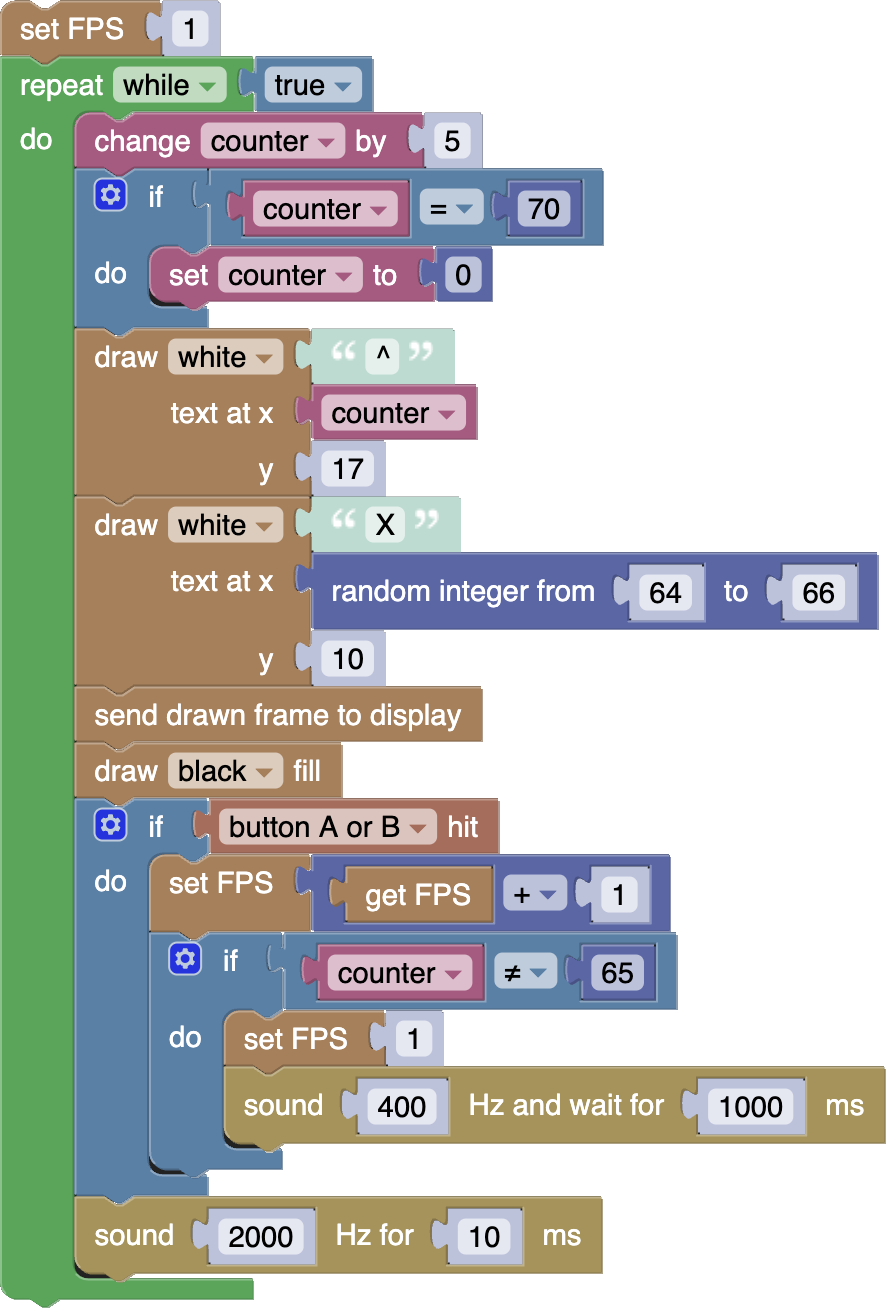 set FPS 1
repeat while true
do change counter by 5
if counter = 70
do set counter to 0
draw white “ ^ ”
text at x counter
y 17
draw white “ X ”
text at x random integer from 64 to 66
y 10
send drawn frame to display
draw black fill
if button A or B hit
do set FPS get FPS + 1
if counter ≠ 65
do set FPS 1
sound 400 Hz and wait for 1000 ms
sound 2000 Hz for 10 ms